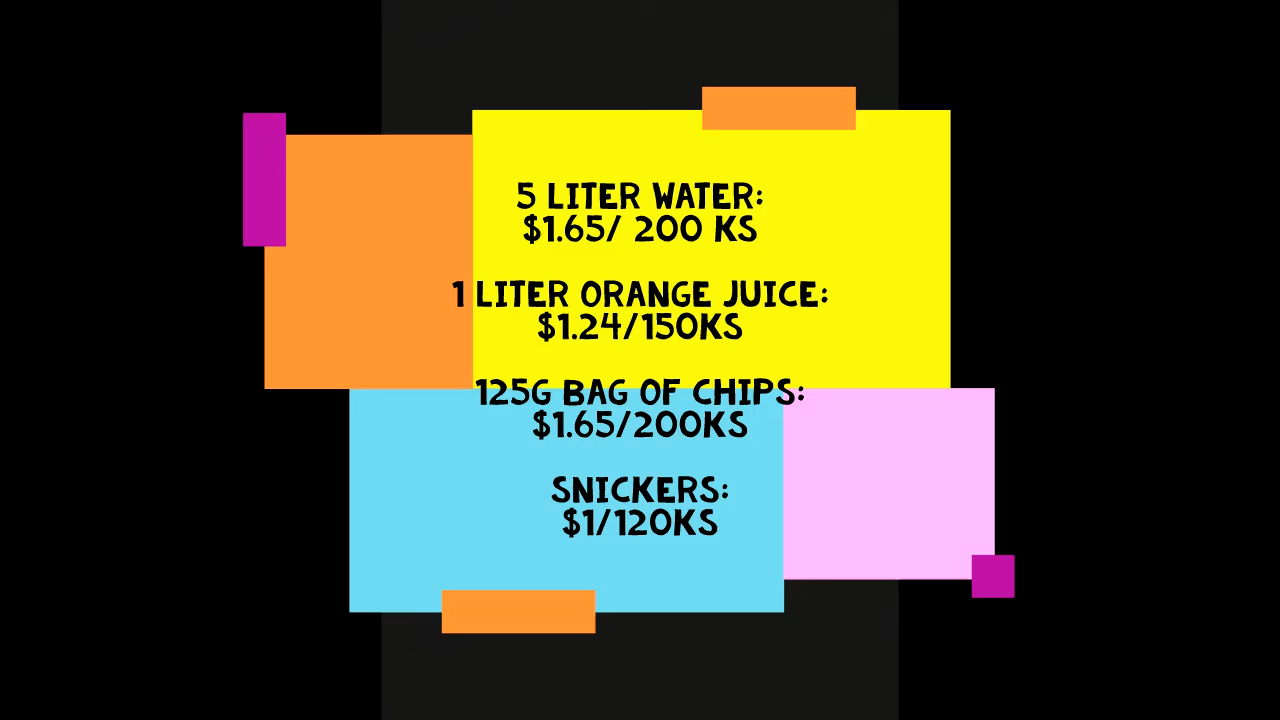 5 LITER WATER:
$1.65/ 200 KS
1 LITER ORANGE JUICE:
$1.24/150KS
125G BAG OF CHIPS:
$1.65/200KS
SNICKERS:
$1/120KS